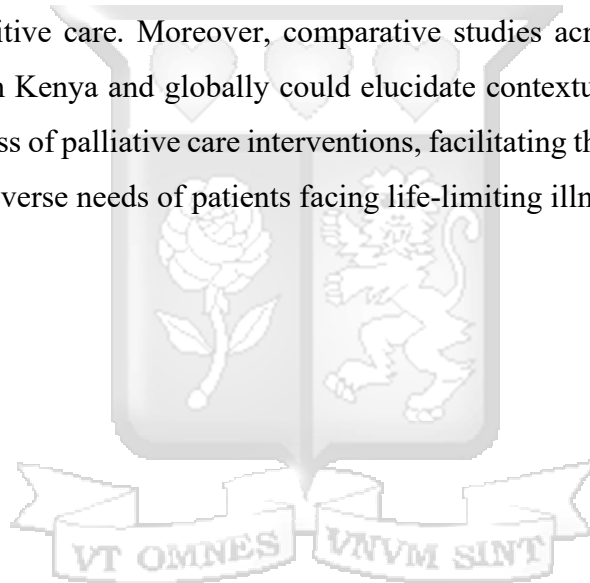 itive care. Moreover, comparative studies acr
n Kenya and globally could elucidate contextu
ss of palliative care interventions, facilitating th
verse needs of patients facing life-limiting illn
VT OMNES VNVM SINT